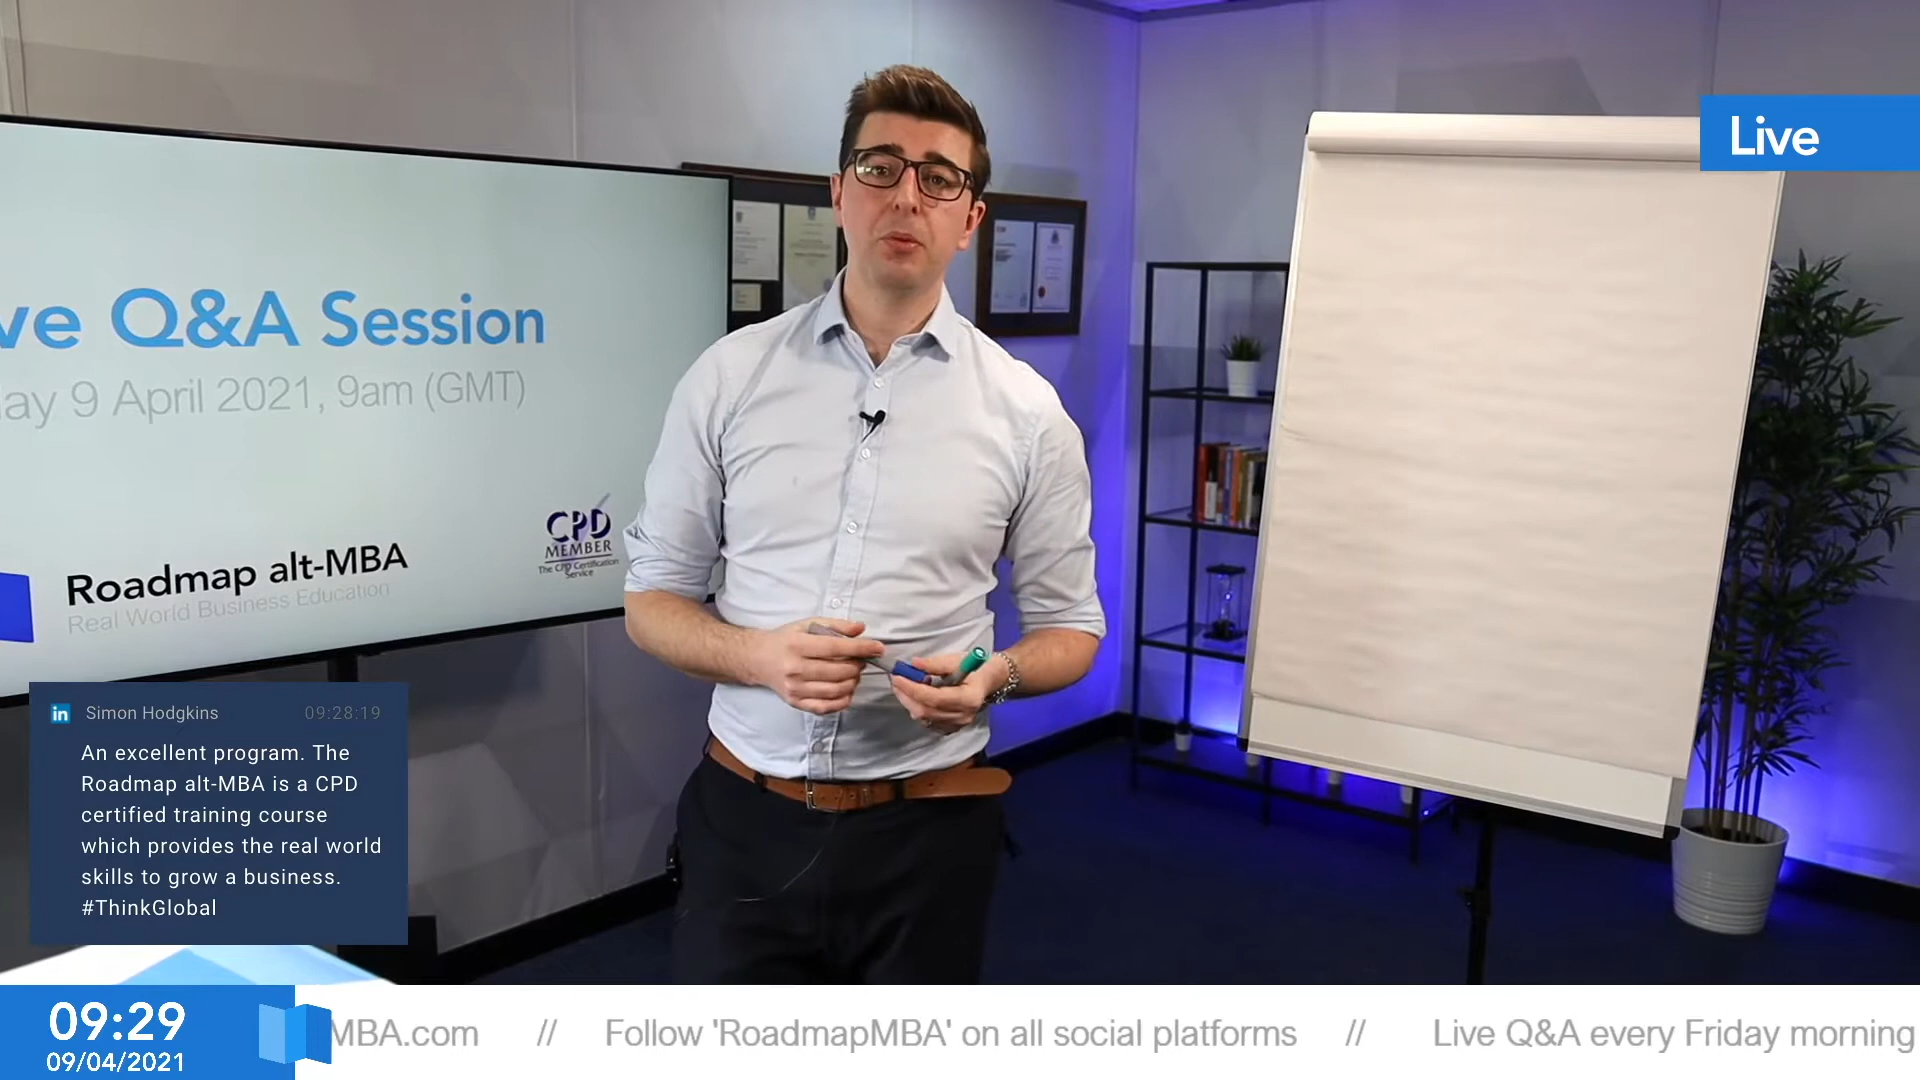 Live
ve Q&A Session
ay 9 April 2021, 9am (GMT)
CPD
MEMBER
The CPD Certification
Service
Roadmap alt-MBA
Real World Business Education
in Simon Hodgkins 09:28:19
An excellent program. The
Roadmap alt-MBA is a CPD
certified training course
which provides the real world
skills to grow a business.
#ThinkGlobal
09:29
09/04/2021
MBA.com // Follow 'RoadmapMBA' on all social platforms // Live Q&A every Friday morning